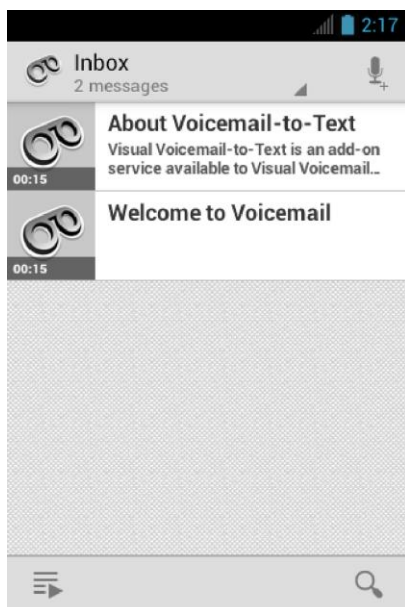 2:17
Inbox
2 messages
About Voicemail-to-Text
Visual Voicemail-to-Text is an add-on
service available to Visual Voicemail...
00:15
Welcome to Voicemail
00:15